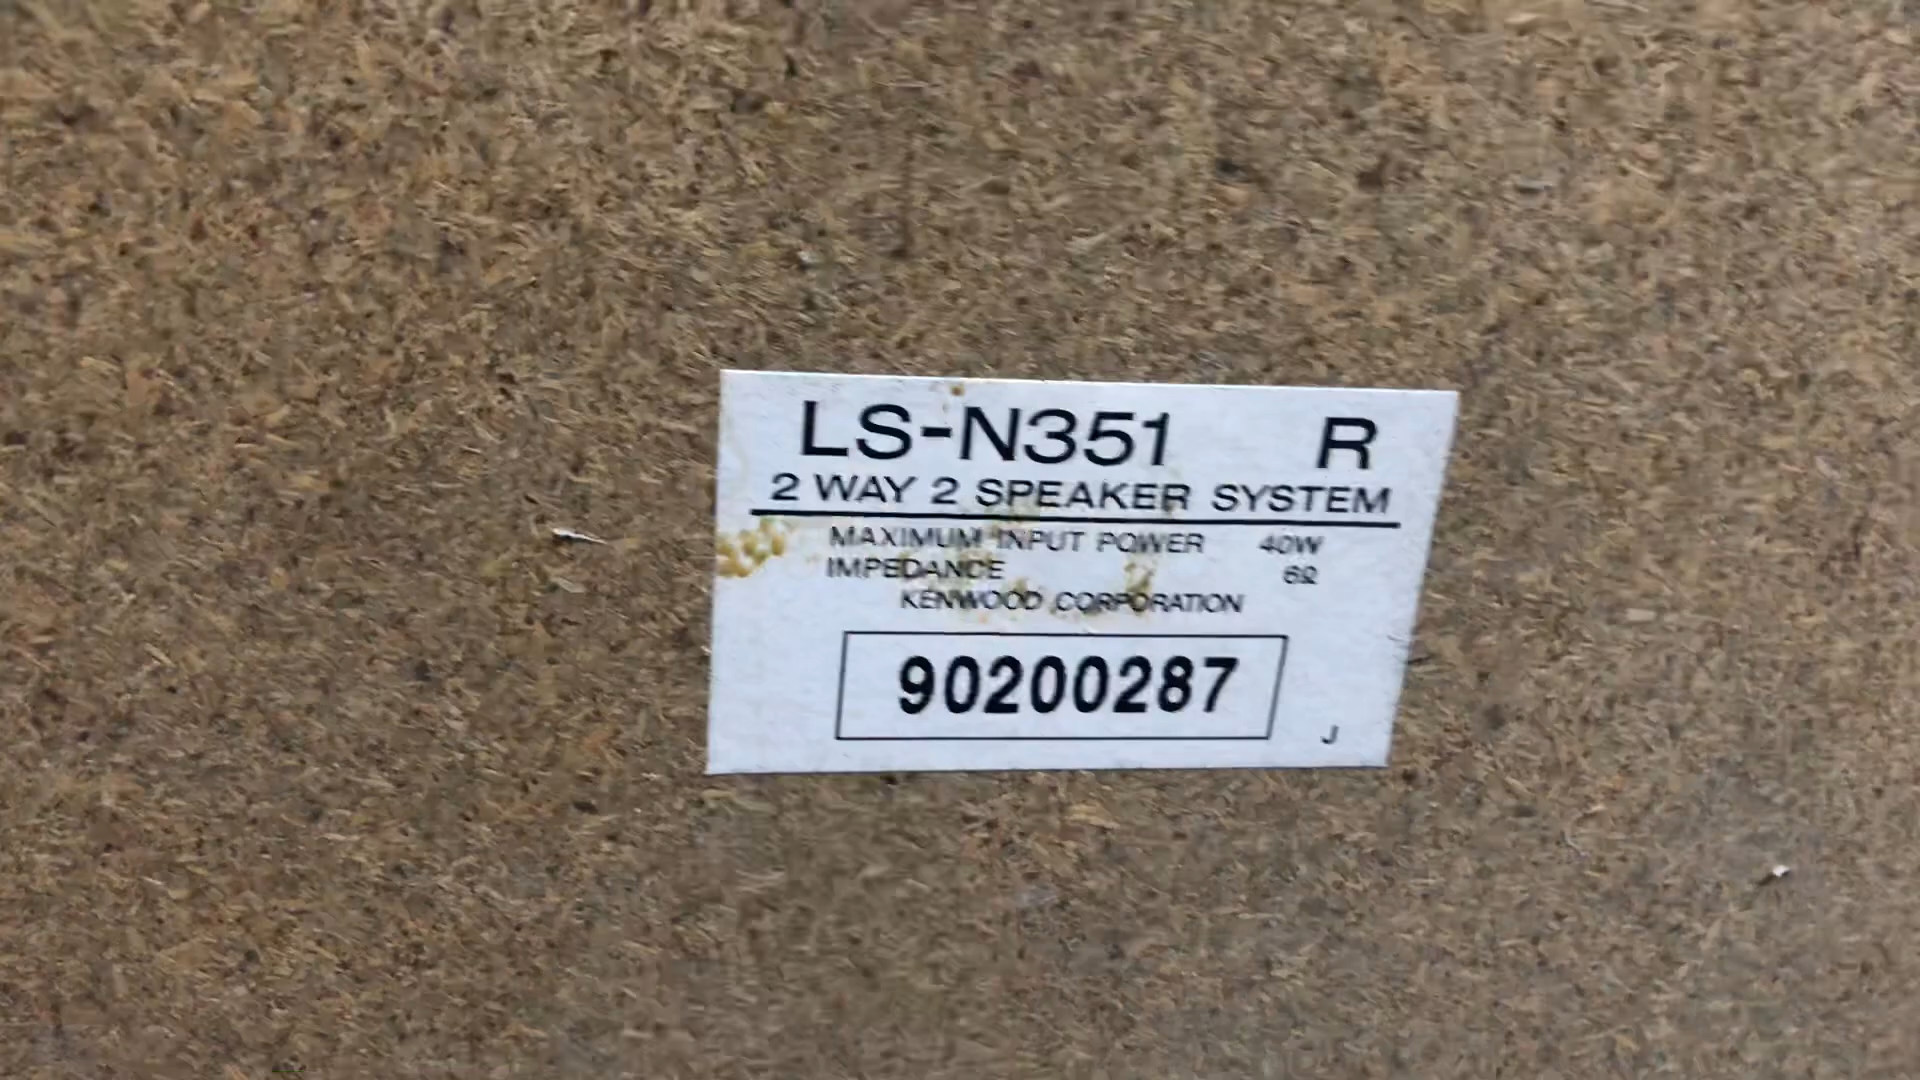 LS-N351 R
2 WAY 2 SPEAKER SYSTEM
MAXIMUM INPUT POWER 40W
IMPEDANCE 6Ω
KENWOOD CORPORATION
90200287
J